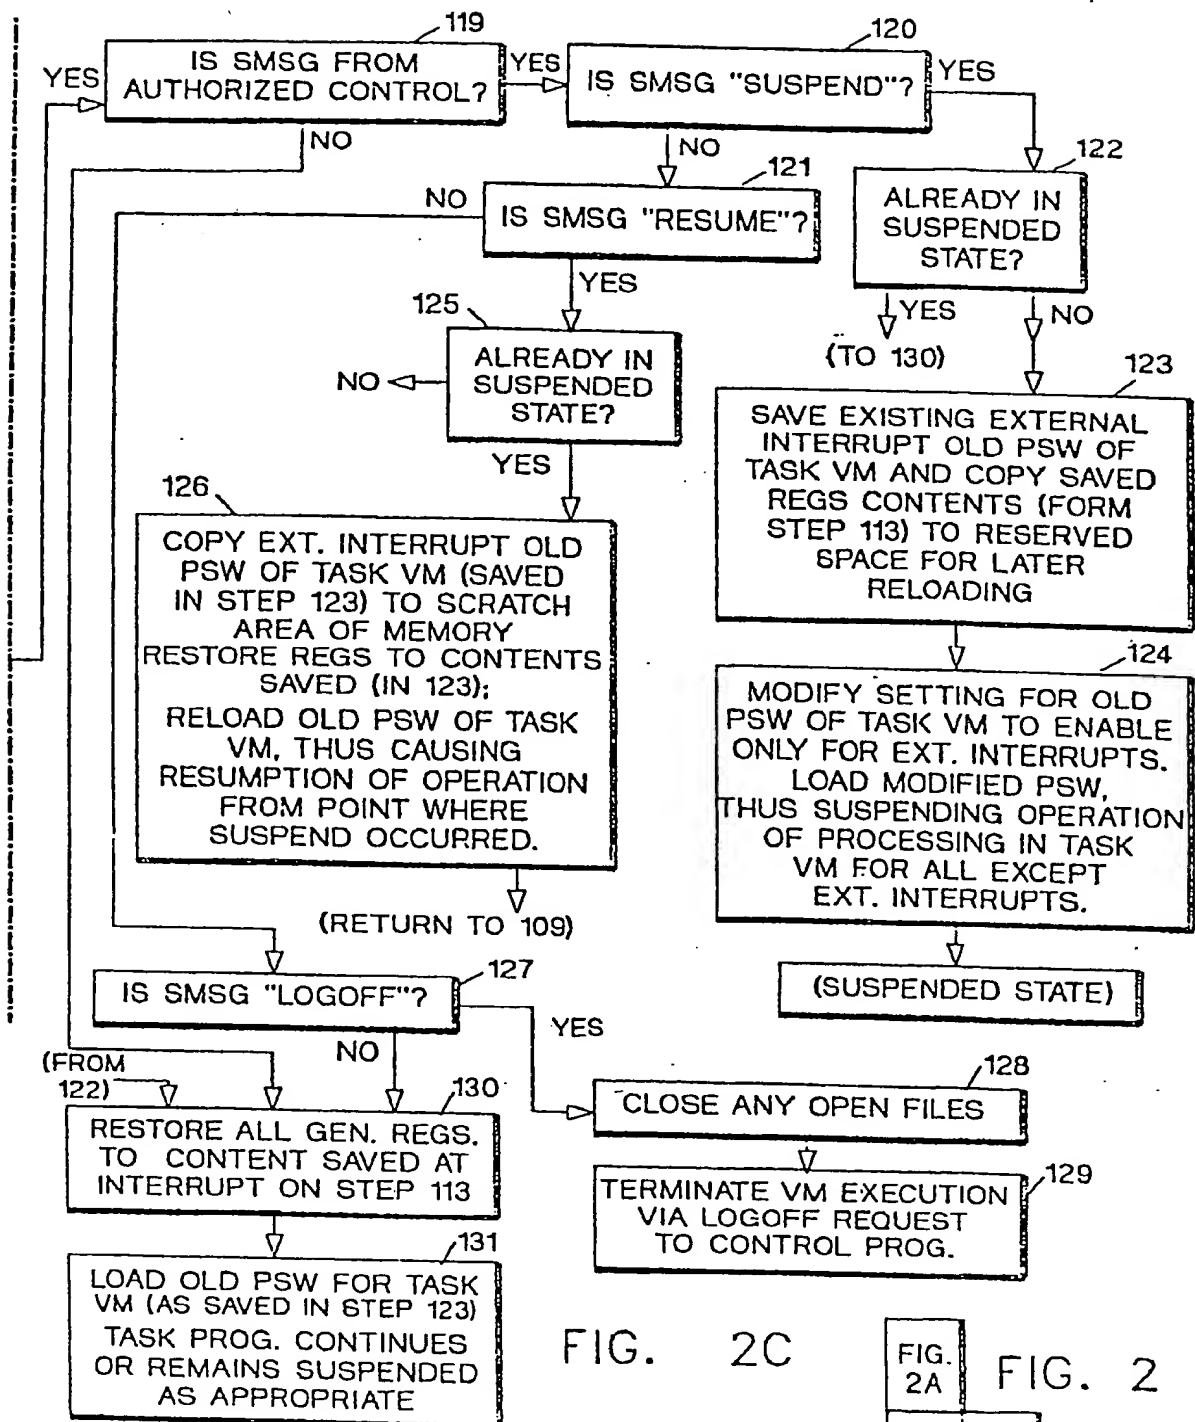 119
IS SMSG FROM
AUTHORIZED CONTROL?
YES
YES
NO
120
IS SMSG "SUSPEND"?
YES
NO
121
IS SMSG "RESUME"?
NO
YES
122
ALREADY IN
SUSPENDED
STATE?
YES
NO
(TO 130)
125
ALREADY IN
SUSPENDED
STATE?
NO
YES
123
SAVE EXISTING EXTERNAL
INTERRUPT OLD PSW OF
TASK VM AND COPY SAVED
REGS CONTENTS (FORM
STEP 113) TO RESERVED
SPACE FOR LATER
RELOADING
126
COPY EXT. INTERRUPT OLD
PSW OF TASK VM (SAVED
IN STEP 123) TO SCRATCH
AREA OF MEMORY
RESTORE REGS TO CONTENTS
SAVED (IN 123);
RELOAD OLD PSW OF TASK
VM, THUS CAUSING
RESUMPTION OF OPERATION
FROM POINT WHERE
SUSPEND OCCURRED.
(RETURN TO 109)
124
MODIFY SETTING FOR OLD
PSW OF TASK VM TO ENABLE
ONLY FOR EXT. INTERRUPTS.
LOAD MODIFIED PSW,
THUS SUSPENDING OPERATION
OF PROCESSING IN TASK
VM FOR ALL EXCEPT
EXT. INTERRUPTS.
(SUSPENDED STATE)
127
IS SMSG "LOGOFF"?
YES
NO
(FROM
122)
128
CLOSE ANY OPEN FILES
129
TERMINATE VM EXECUTION
VIA LOGOFF REQUEST
TO CONTROL PROG.
130
RESTORE ALL GEN. REGS.
TO CONTENT SAVED AT
INTERRUPT ON STEP 113
131
LOAD OLD PSW FOR TASK
VM (AS SAVED IN STEP 123)
TASK PROG. CONTINUES
OR REMAINS SUSPENDED
AS APPROPRIATE
FIG. 2C
FIG.
2A
FIG. 2